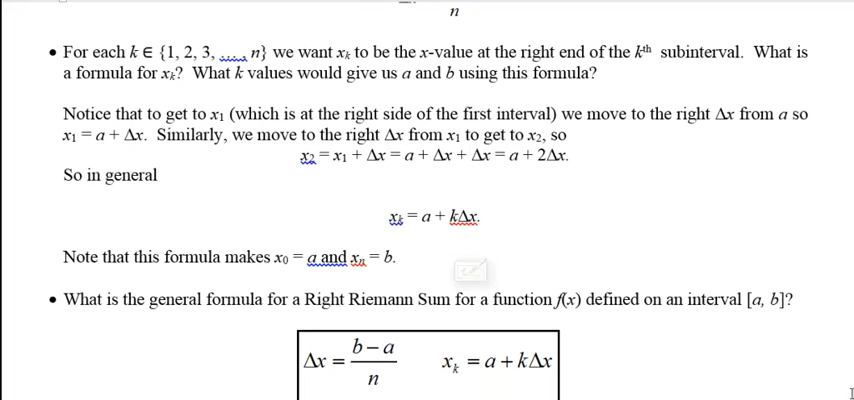 n
• For each k ∈ {1, 2, 3, ……, n} we want xₖ to be the x-value at the right end of the kᵗʰ subinterval. What is
a formula for xₖ? What k values would give us a and b using this formula?
Notice that to get to x₁ (which is at the right side of the first interval) we move to the right Δx from a so
x₁ = a + Δx. Similarly, we move to the right Δx from x₁ to get to x₂, so
x₂ = x₁ + Δx = a + Δx + Δx = a + 2Δx.
So in general
xₖ = a + kΔx.
Note that this formula makes x₀ = a and xₙ = b.
• What is the general formula for a Right Riemann Sum for a function f(x) defined on an interval [a, b]?
Δx = (b − a)/n xₖ = a + kΔx